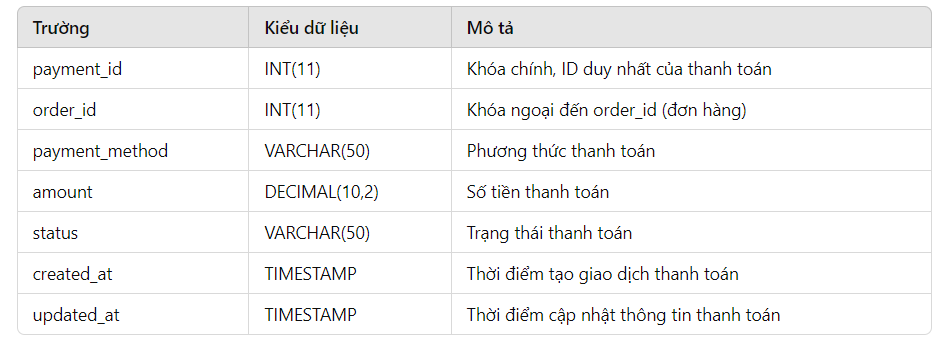 Trường Kiểu dữ liệu Mô tả
payment_id INT(11) Khóa chính, ID duy nhất của thanh toán
order_id INT(11) Khóa ngoại đến order_id (đơn hàng)
payment_method VARCHAR(50) Phương thức thanh toán
amount DECIMAL(10,2) Số tiền thanh toán
status VARCHAR(50) Trạng thái thanh toán
created_at TIMESTAMP Thời điểm tạo giao dịch thanh toán
updated_at TIMESTAMP Thời điểm cập nhật thông tin thanh toán